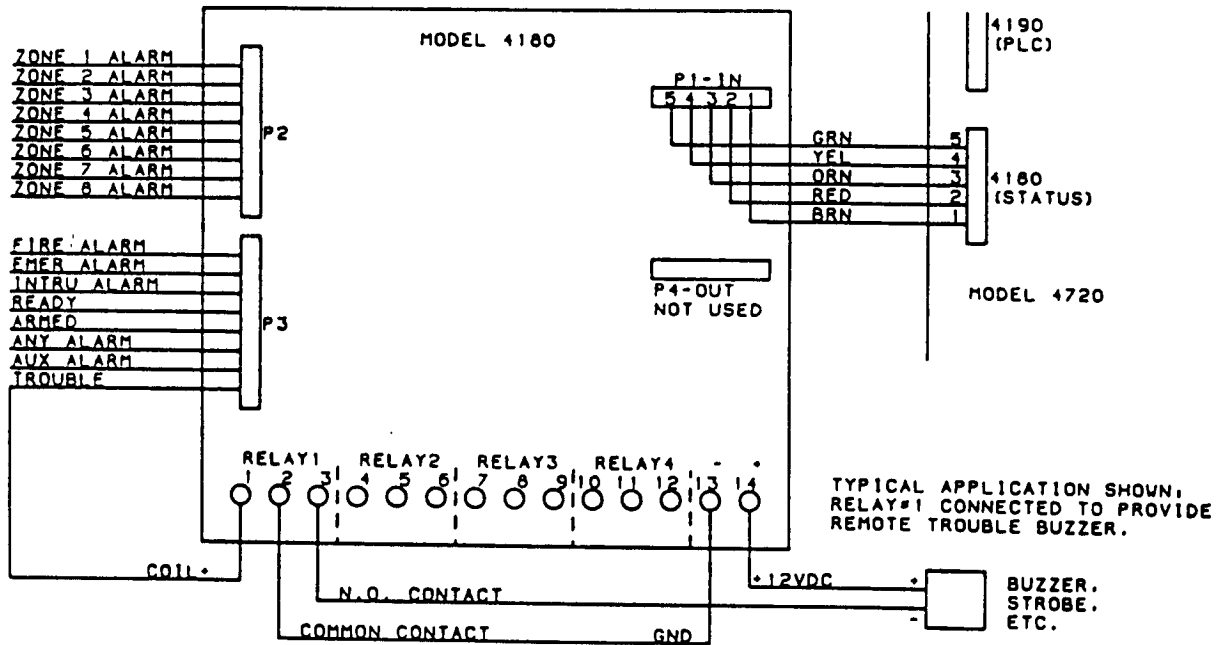 MODEL 4180
4190
(PLC)
ZONE 1 ALARM
ZONE 2 ALARM
ZONE 3 ALARM
ZONE 4 ALARM
ZONE 5 ALARM
ZONE 6 ALARM
ZONE 7 ALARM
ZONE 8 ALARM
P2
P1-IN
5 4 3 2 1
GRN 5
YEL 4
ORN 3
RED 2
BRN 1
4180
(STATUS)
MODEL 4720
P4-OUT
NOT USED
FIRE ALARM
EMER ALARM
INTRU ALARM
READY
ARMED
ANY ALARM
AUX ALARM
TROUBLE
P3
RELAY1 RELAY2 RELAY3 RELAY4 - +
1 2 3 4 5 6 7 8 9 10 11 12 13 14
TYPICAL APPLICATION SHOWN,
RELAY#1 CONNECTED TO PROVIDE
REMOTE TROUBLE BUZZER.
COIL+
+12VDC +
N.O. CONTACT
COMMON CONTACT GND -
BUZZER,
STROBE,
ETC.